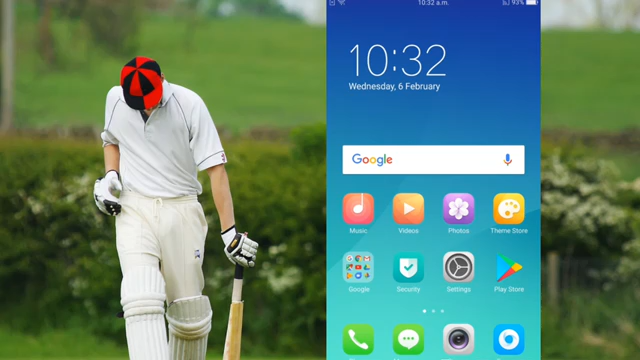 10:32 a.m.
93%
10:32
Wednesday, 6 February
Google
Music
Videos
Photos
Theme Store
Google
Security
Settings
Play Store